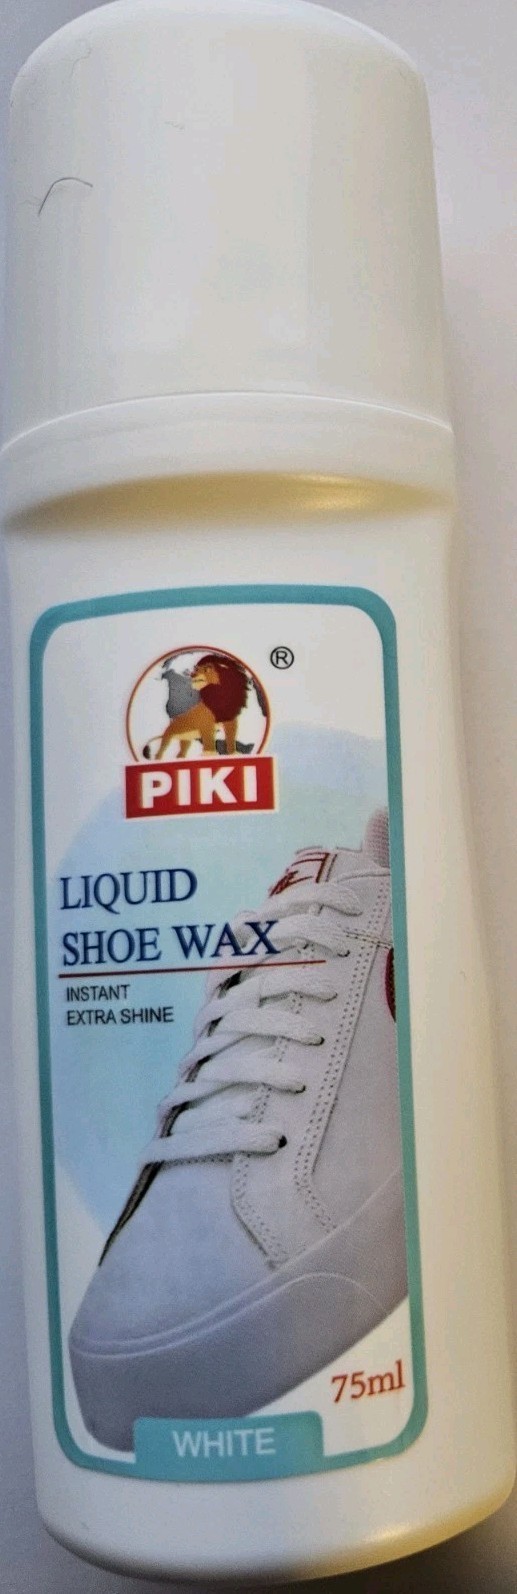 ®
PIKI
LIQUID
SHOE WAX
INSTANT
EXTRA SHINE
75ml
WHITE